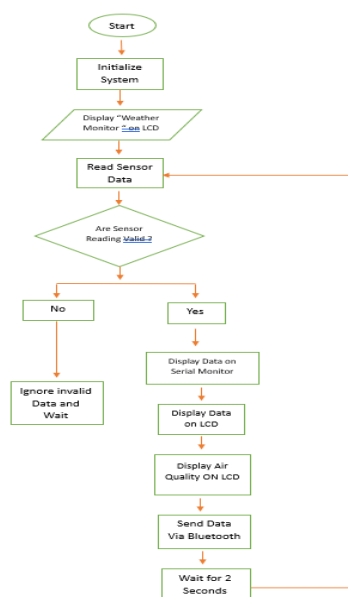 Start
Initialize
System
Display “Weather
Monitor ” on LCD
Read Sensor
Data
Are Sensor
Reading Valid ?
No
Yes
Ignore invalid
Data and
Wait
Display Data on
Serial Monitor
Display Data
on LCD
Display Air
Quality ON LCD
Send Data
Via Bluetooth
Wait for 2
Seconds